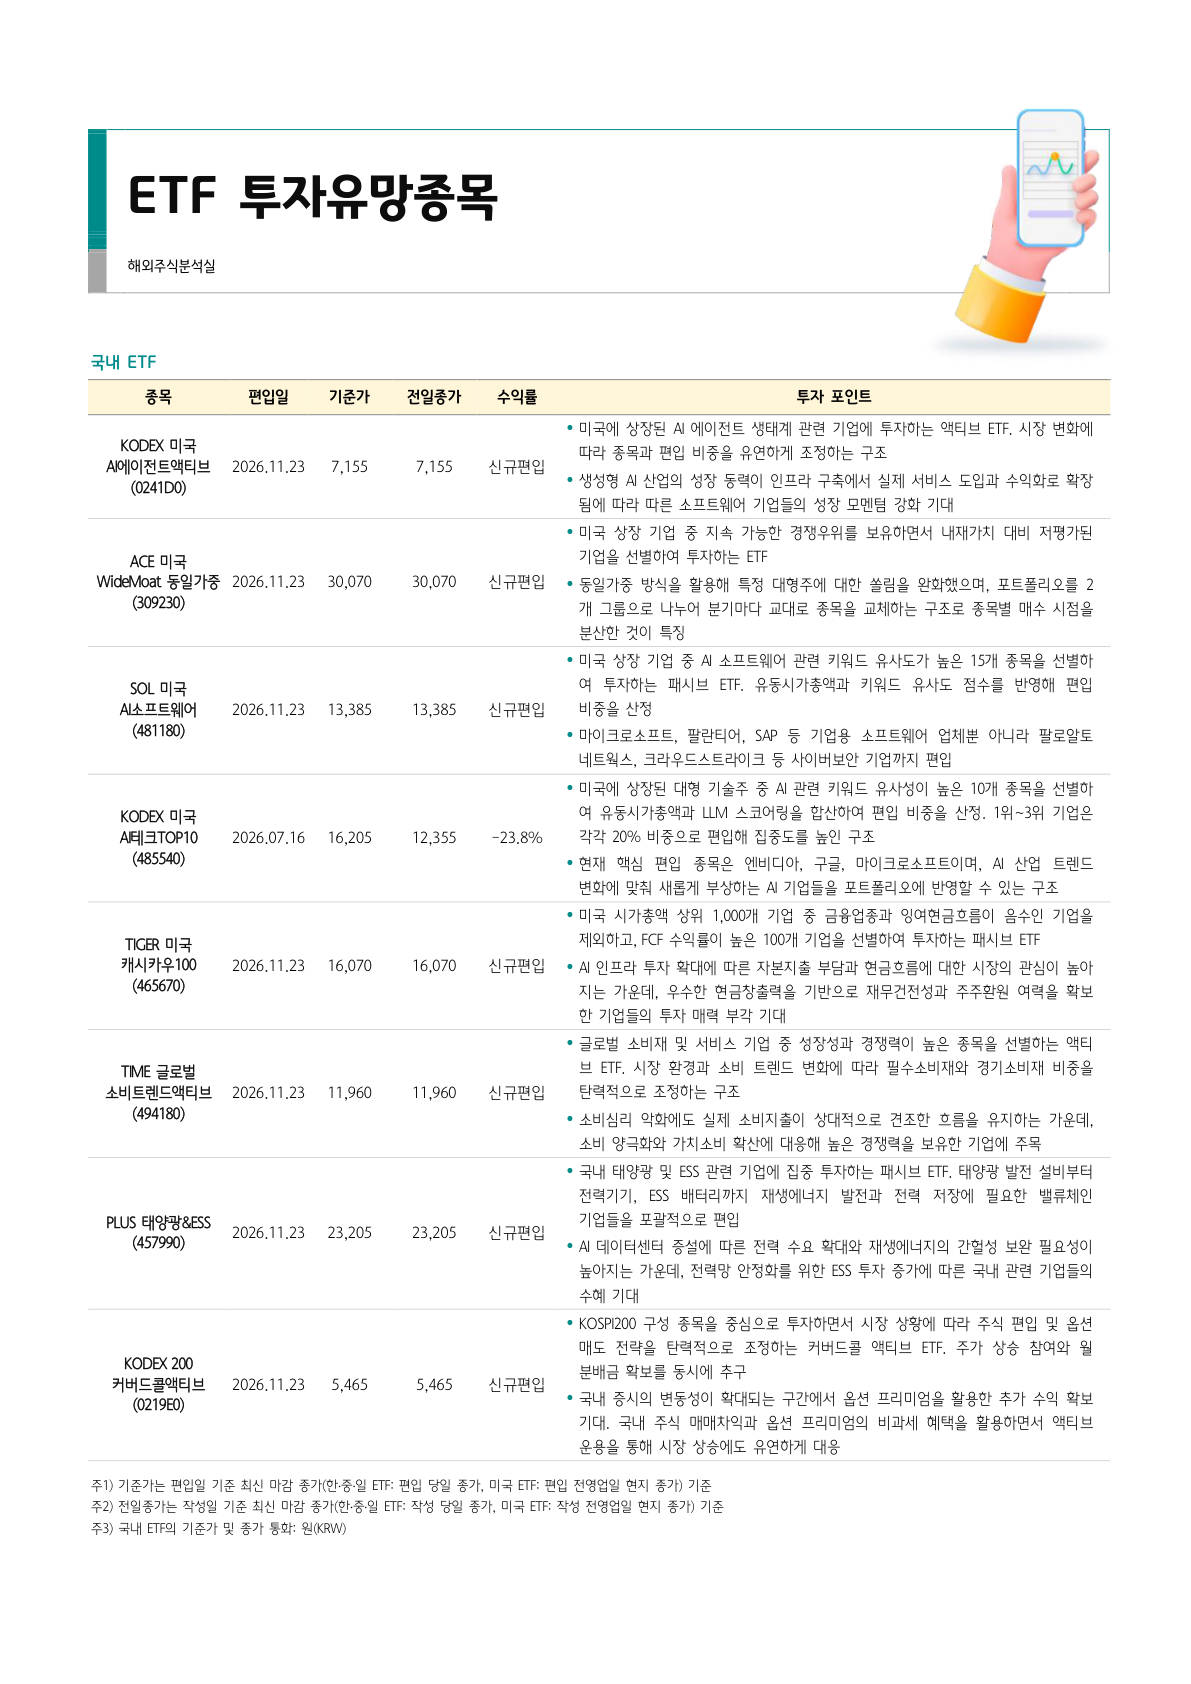 ETF 투자유망종목
해외주식분석실
국내 ETF
종목 편입일 기준가 전일종가 수익률 투자 포인트
KODEX 미국
AI에이전트액티브
(0241D0)
2026.11.23 7,155 7,155 신규편입
• 미국에 상장된 AI 에이전트 생태계 관련 기업에 투자하는 액티브 ETF. 시장 변화에
따라 종목과 편입 비중을 유연하게 조정하는 구조
• 생성형 AI 산업의 성장 동력이 인프라 구축에서 실제 서비스 도입과 수익화로 확장
됨에 따라 따른 소프트웨어 기업들의 성장 모멘텀 강화 기대
ACE 미국
WideMoat 동일가중
(309230)
2026.11.23 30,070 30,070 신규편입
• 미국 상장 기업 중 지속 가능한 경쟁우위를 보유하면서 내재가치 대비 저평가된
기업을 선별하여 투자하는 ETF
• 동일가중 방식을 활용해 특정 대형주에 대한 쏠림을 완화했으며, 포트폴리오를 2
개 그룹으로 나누어 분기마다 교대로 종목을 교체하는 구조로 종목별 매수 시점을
분산한 것이 특징
SOL 미국
AI소프트웨어
(481180)
2026.11.23 13,385 13,385 신규편입
• 미국 상장 기업 중 AI 소프트웨어 관련 키워드 유사도가 높은 15개 종목을 선별하
여 투자하는 패시브 ETF. 유동시가총액과 키워드 유사도 점수를 반영해 편입
비중을 산정
• 마이크로소프트, 팔란티어, SAP 등 기업용 소프트웨어 업체뿐 아니라 팔로알토
네트웍스, 크라우드스트라이크 등 사이버보안 기업까지 편입
KODEX 미국
AI테크TOP10
(485540)
2026.07.16 16,205 12,355 -23.8%
• 미국에 상장된 대형 기술주 중 AI 관련 키워드 유사성이 높은 10개 종목을 선별하
여 유동시가총액과 LLM 스코어링을 합산하여 편입 비중을 산정. 1위~3위 기업은
각각 20% 비중으로 편입해 집중도를 높인 구조
• 현재 핵심 편입 종목은 엔비디아, 구글, 마이크로소프트이며, AI 산업 트렌드
변화에 맞춰 새롭게 부상하는 AI 기업들을 포트폴리오에 반영할 수 있는 구조
TIGER 미국
캐시카우100
(465670)
2026.11.23 16,070 16,070 신규편입
• 미국 시가총액 상위 1,000개 기업 중 금융업종과 잉여현금흐름이 음수인 기업을
제외하고, FCF 수익률이 높은 100개 기업을 선별하여 투자하는 패시브 ETF
• AI 인프라 투자 확대에 따른 자본지출 부담과 현금흐름에 대한 시장의 관심이 높아
지는 가운데, 우수한 현금창출력을 기반으로 재무건전성과 주주환원 여력을 확보
한 기업들의 투자 매력 부각 기대
TIME 글로벌
소비트렌드액티브
(494180)
2026.11.23 11,960 11,960 신규편입
• 글로벌 소비재 및 서비스 기업 중 성장성과 경쟁력이 높은 종목을 선별하는 액티
브 ETF. 시장 환경과 소비 트렌드 변화에 따라 필수소비재와 경기소비재 비중을
탄력적으로 조정하는 구조
• 소비심리 악화에도 실제 소비지출이 상대적으로 견조한 흐름을 유지하는 가운데,
소비 양극화와 가치소비 확산에 대응해 높은 경쟁력을 보유한 기업에 주목
PLUS 태양광&ESS
(457990)
2026.11.23 23,205 23,205 신규편입
• 국내 태양광 및 ESS 관련 기업에 집중 투자하는 패시브 ETF. 태양광 발전 설비부터
전력기기, ESS 배터리까지 재생에너지 발전과 전력 저장에 필요한 밸류체인
기업들을 포괄적으로 편입
• AI 데이터센터 증설에 따른 전력 수요 확대와 재생에너지의 간헐성 보완 필요성이
높아지는 가운데, 전력망 안정화를 위한 ESS 투자 증가에 따른 국내 관련 기업들의
수혜 기대
KODEX 200
커버드콜액티브
(0219E0)
2026.11.23 5,465 5,465 신규편입
• KOSPI200 구성 종목을 중심으로 투자하면서 시장 상황에 따라 주식 편입 및 옵션
매도 전략을 탄력적으로 조정하는 커버드콜 액티브 ETF. 주가 상승 참여와 월
분배금 확보를 동시에 추구
• 국내 증시의 변동성이 확대되는 구간에서 옵션 프리미엄을 활용한 추가 수익 확보
기대. 국내 주식 매매차익과 옵션 프리미엄의 비과세 혜택을 활용하면서 액티브
운용을 통해 시장 상승에도 유연하게 대응
주1) 기준가는 편입일 기준 최신 마감 종가(한·중·일 ETF: 편입 당일 종가, 미국 ETF: 편입 전영업일 현지 종가) 기준
주2) 전일종가는 작성일 기준 최신 마감 종가(한·중·일 ETF: 작성 당일 종가, 미국 ETF: 작성 전영업일 현지 종가) 기준
주3) 국내 ETF의 기준가 및 종가 통화: 원(KRW)